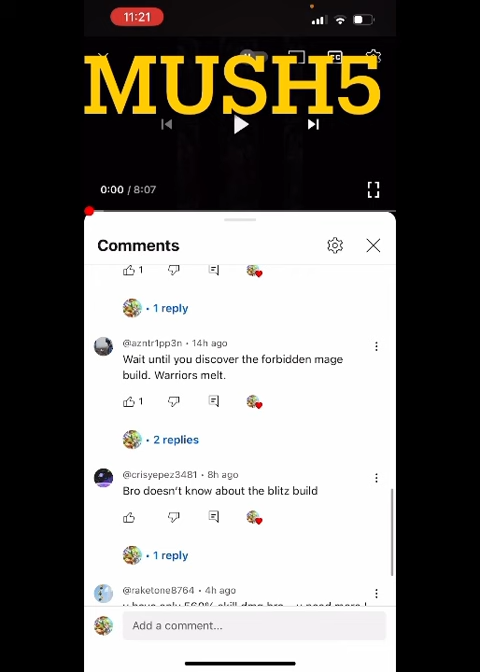 11:21
MUSH5
0:00 / 8:07
Comments
1
• 1 reply
@azntr1pp3n • 14h ago
Wait until you discover the forbidden mage
build. Warriors melt.
1
• 2 replies
@crisyepez3481 • 8h ago
Bro doesn't know about the blitz build
• 1 reply
@raketone8764 • 4h ago
Add a comment...